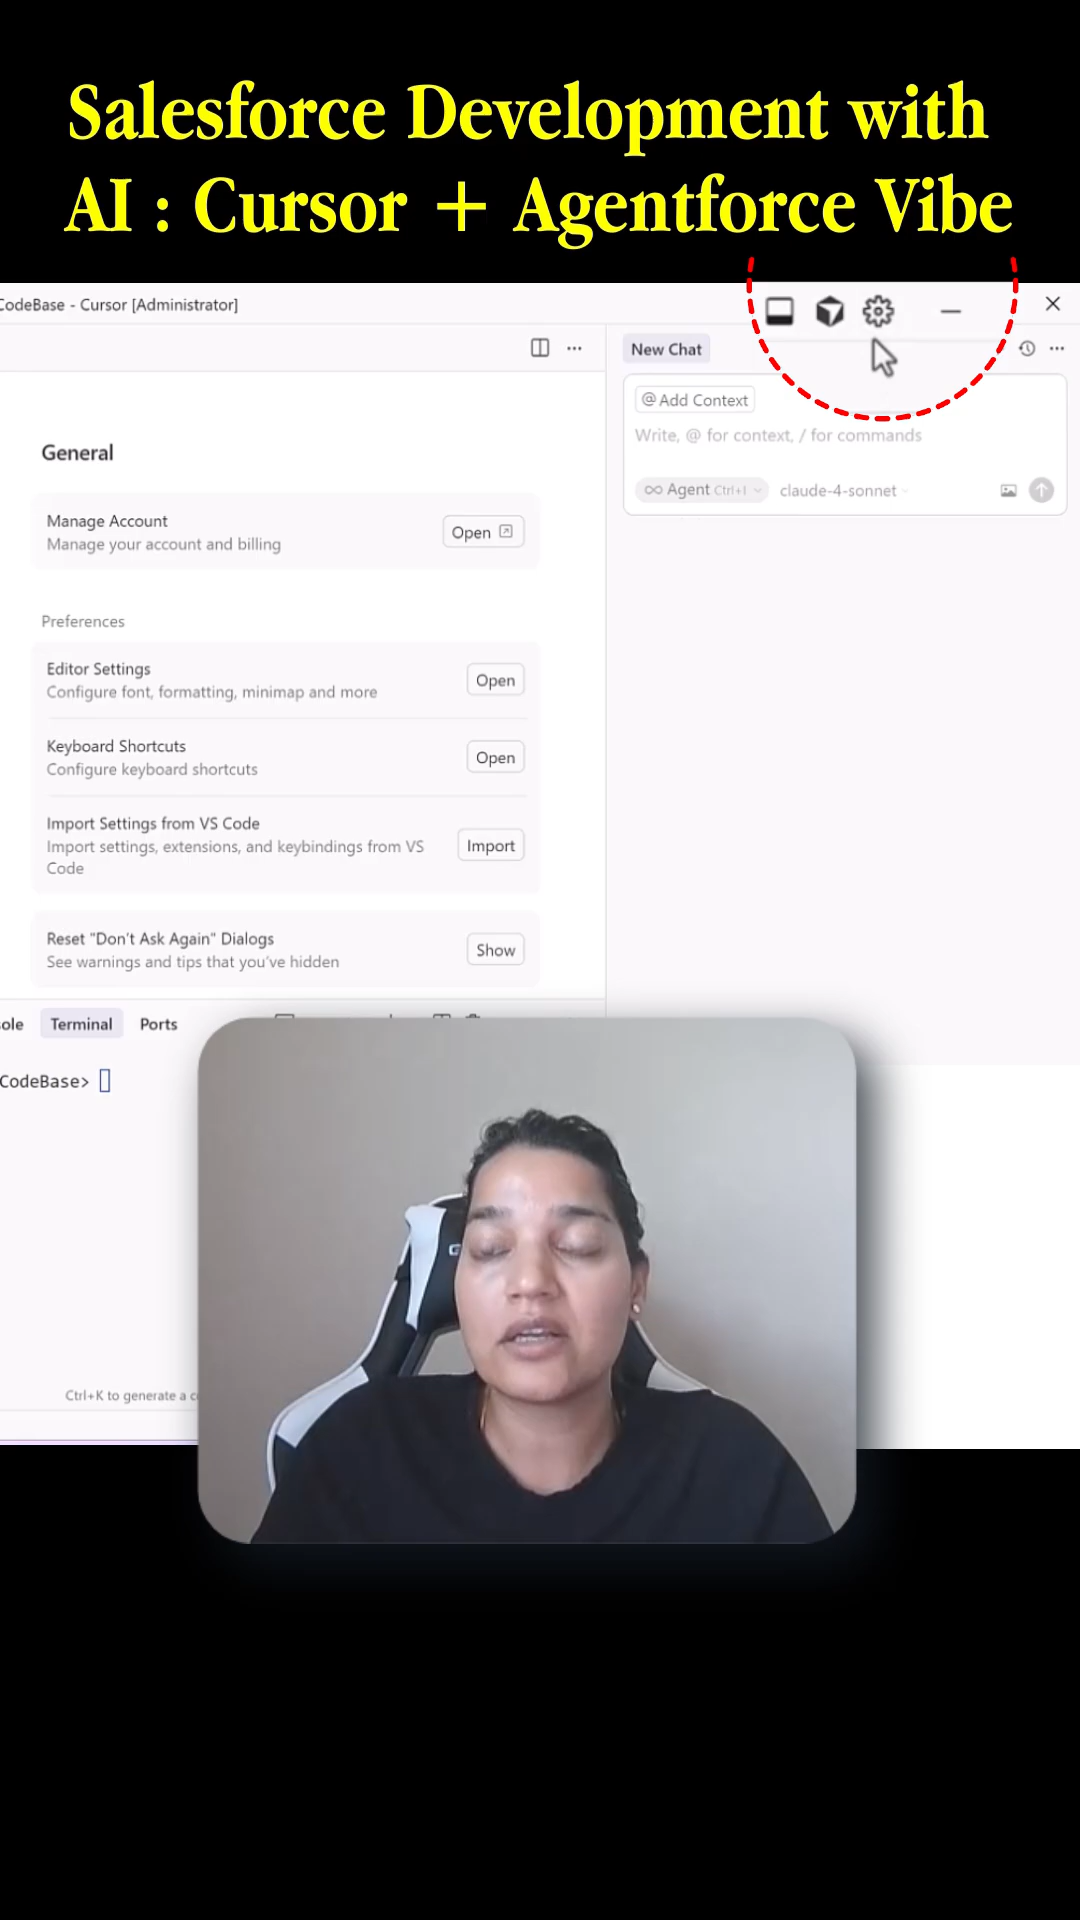 Salesforce Development with
AI : Cursor + Agentforce Vibe
CodeBase - Cursor [Administrator]
New Chat
@ Add Context
Write, @ for context, / for commands
Agent Ctrl+I
claude-4-sonnet
General
Manage Account
Manage your account and billing
Open
Preferences
Editor Settings
Configure font, formatting, minimap and more
Open
Keyboard Shortcuts
Configure keyboard shortcuts
Open
Import Settings from VS Code
Import settings, extensions, and keybindings from VS
Code
Import
Reset "Don't Ask Again" Dialogs
See warnings and tips that you've hidden
Show
ole Terminal Ports
CodeBase>
Ctrl+K to generate a